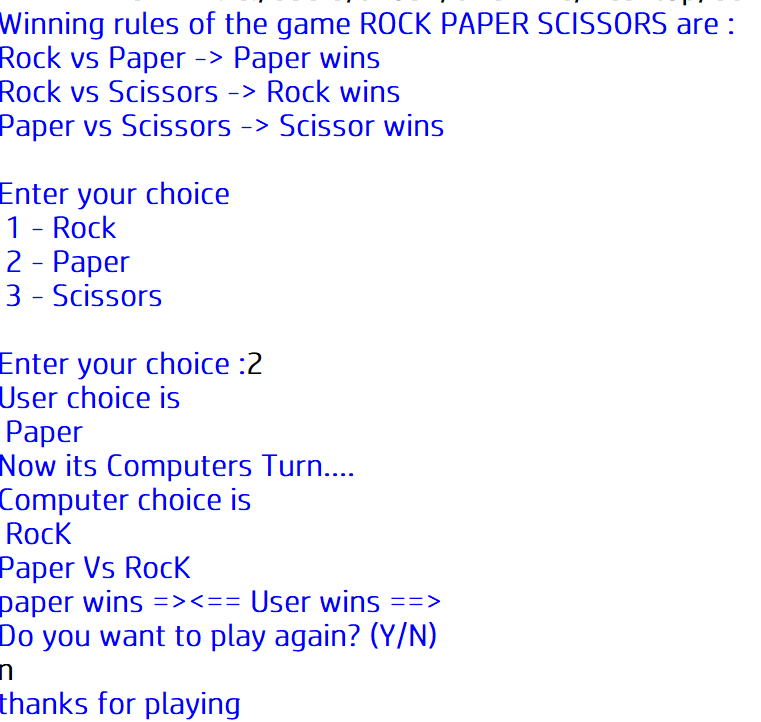 Winning rules of the game ROCK PAPER SCISSORS are :
Rock vs Paper -> Paper wins
Rock vs Scissors -> Rock wins
Paper vs Scissors -> Scissor wins
Enter your choice
1 - Rock
2 - Paper
3 - Scissors
Enter your choice :2
User choice is
Paper
Now its Computers Turn....
Computer choice is
RocK
Paper Vs RocK
paper wins =><== User wins ==>
Do you want to play again? (Y/N)
n
thanks for playing